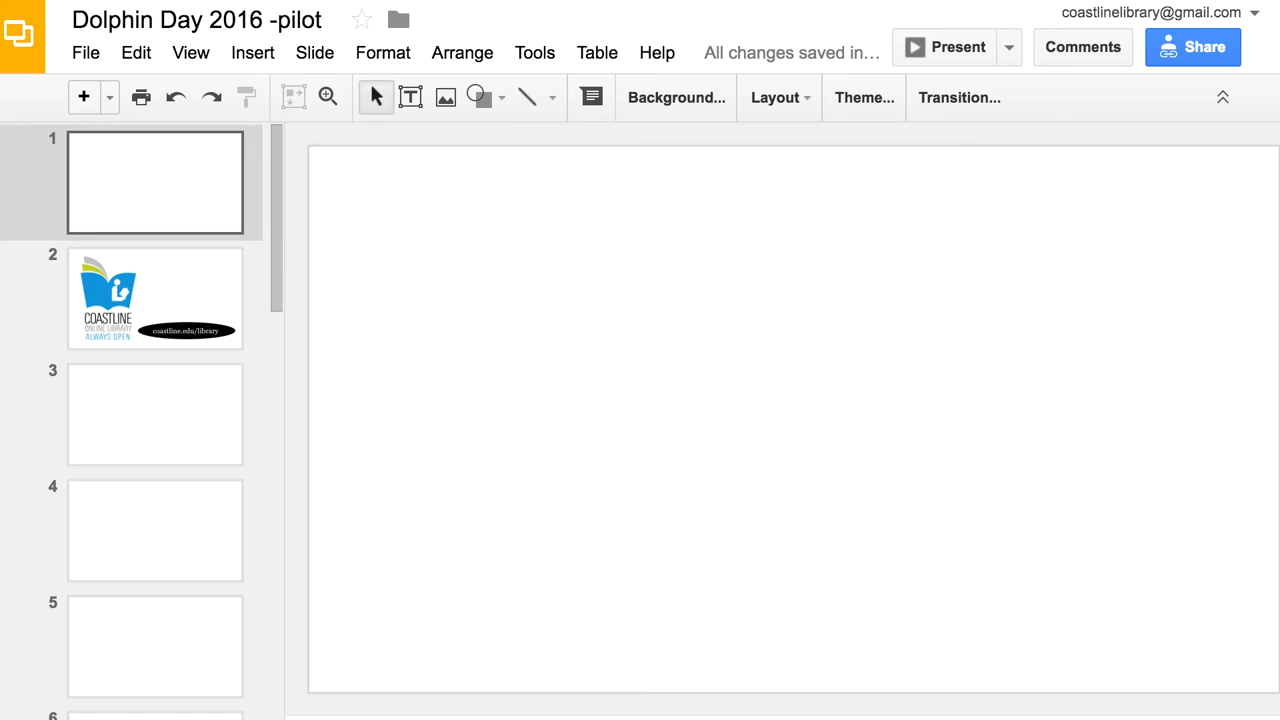 Dolphin Day 2016 -pilot
coastlinelibrary@gmail.com
File Edit View Insert Slide Format Arrange Tools Table Help All changes saved in…
Present
Comments
Share
Background...
Layout
Theme...
Transition...
1
2
COASTLINE
ONLINE LIBRARY
ALWAYS OPEN
coastline.edu/library
3
4
5
6